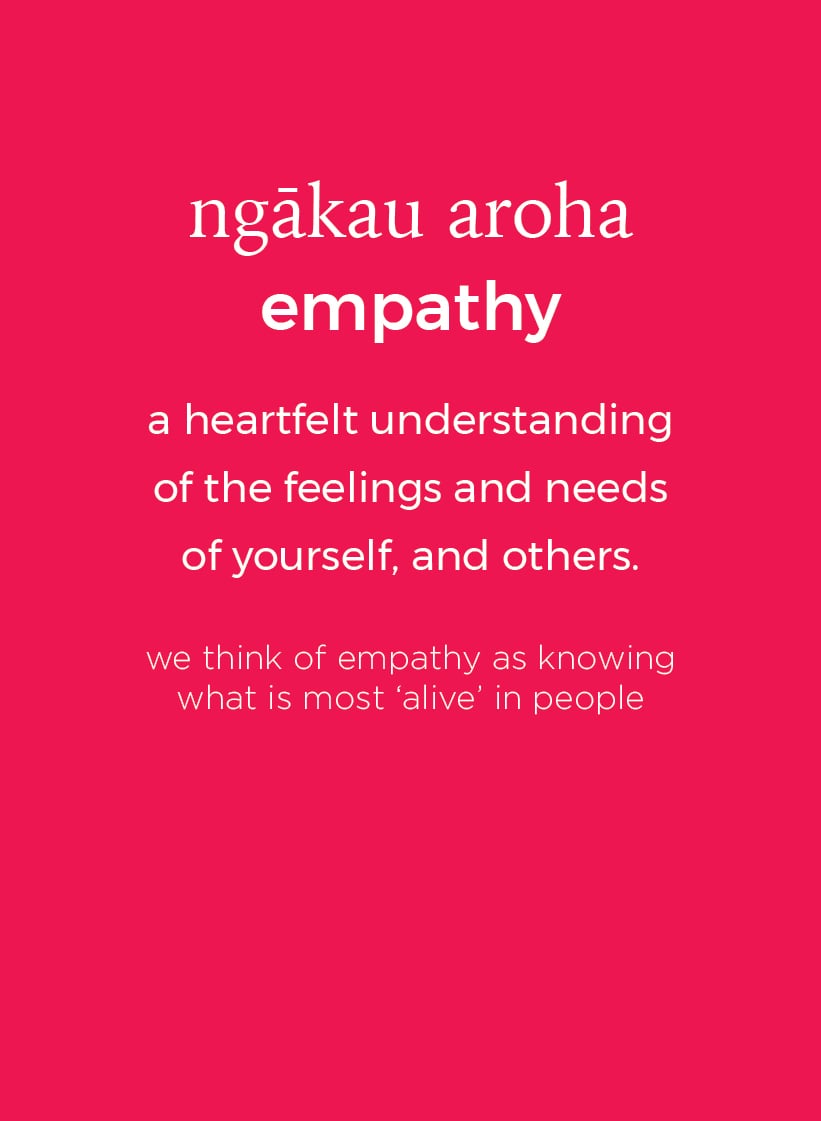 ngākau aroha
empathy
a heartfelt understanding
of the feelings and needs
of yourself, and others.
we think of empathy as knowing
what is most ‘alive’ in people